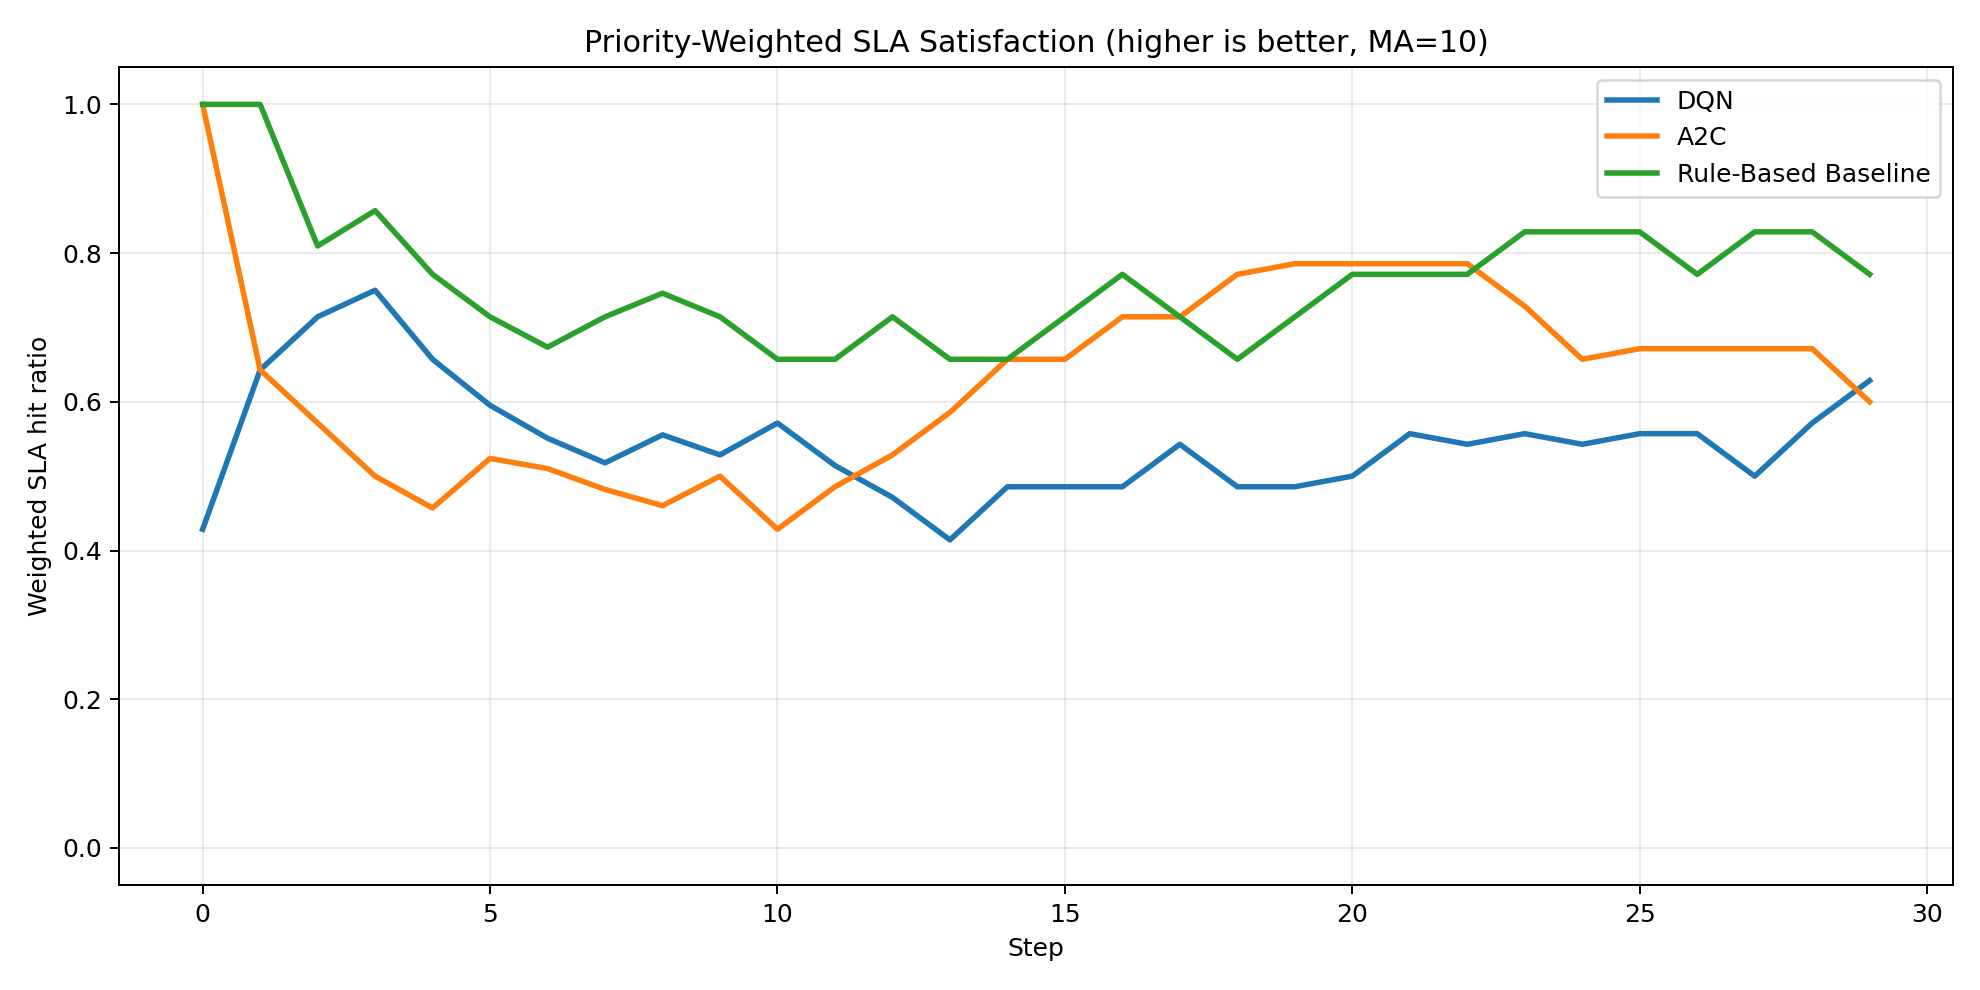 Priority-Weighted SLA Satisfaction (higher is better, MA=10)
DQN
A2C
Rule-Based Baseline
Weighted SLA hit ratio
1.0
0.8
0.6
0.4
0.2
0.0
0 5 10 15 20 25 30
Step